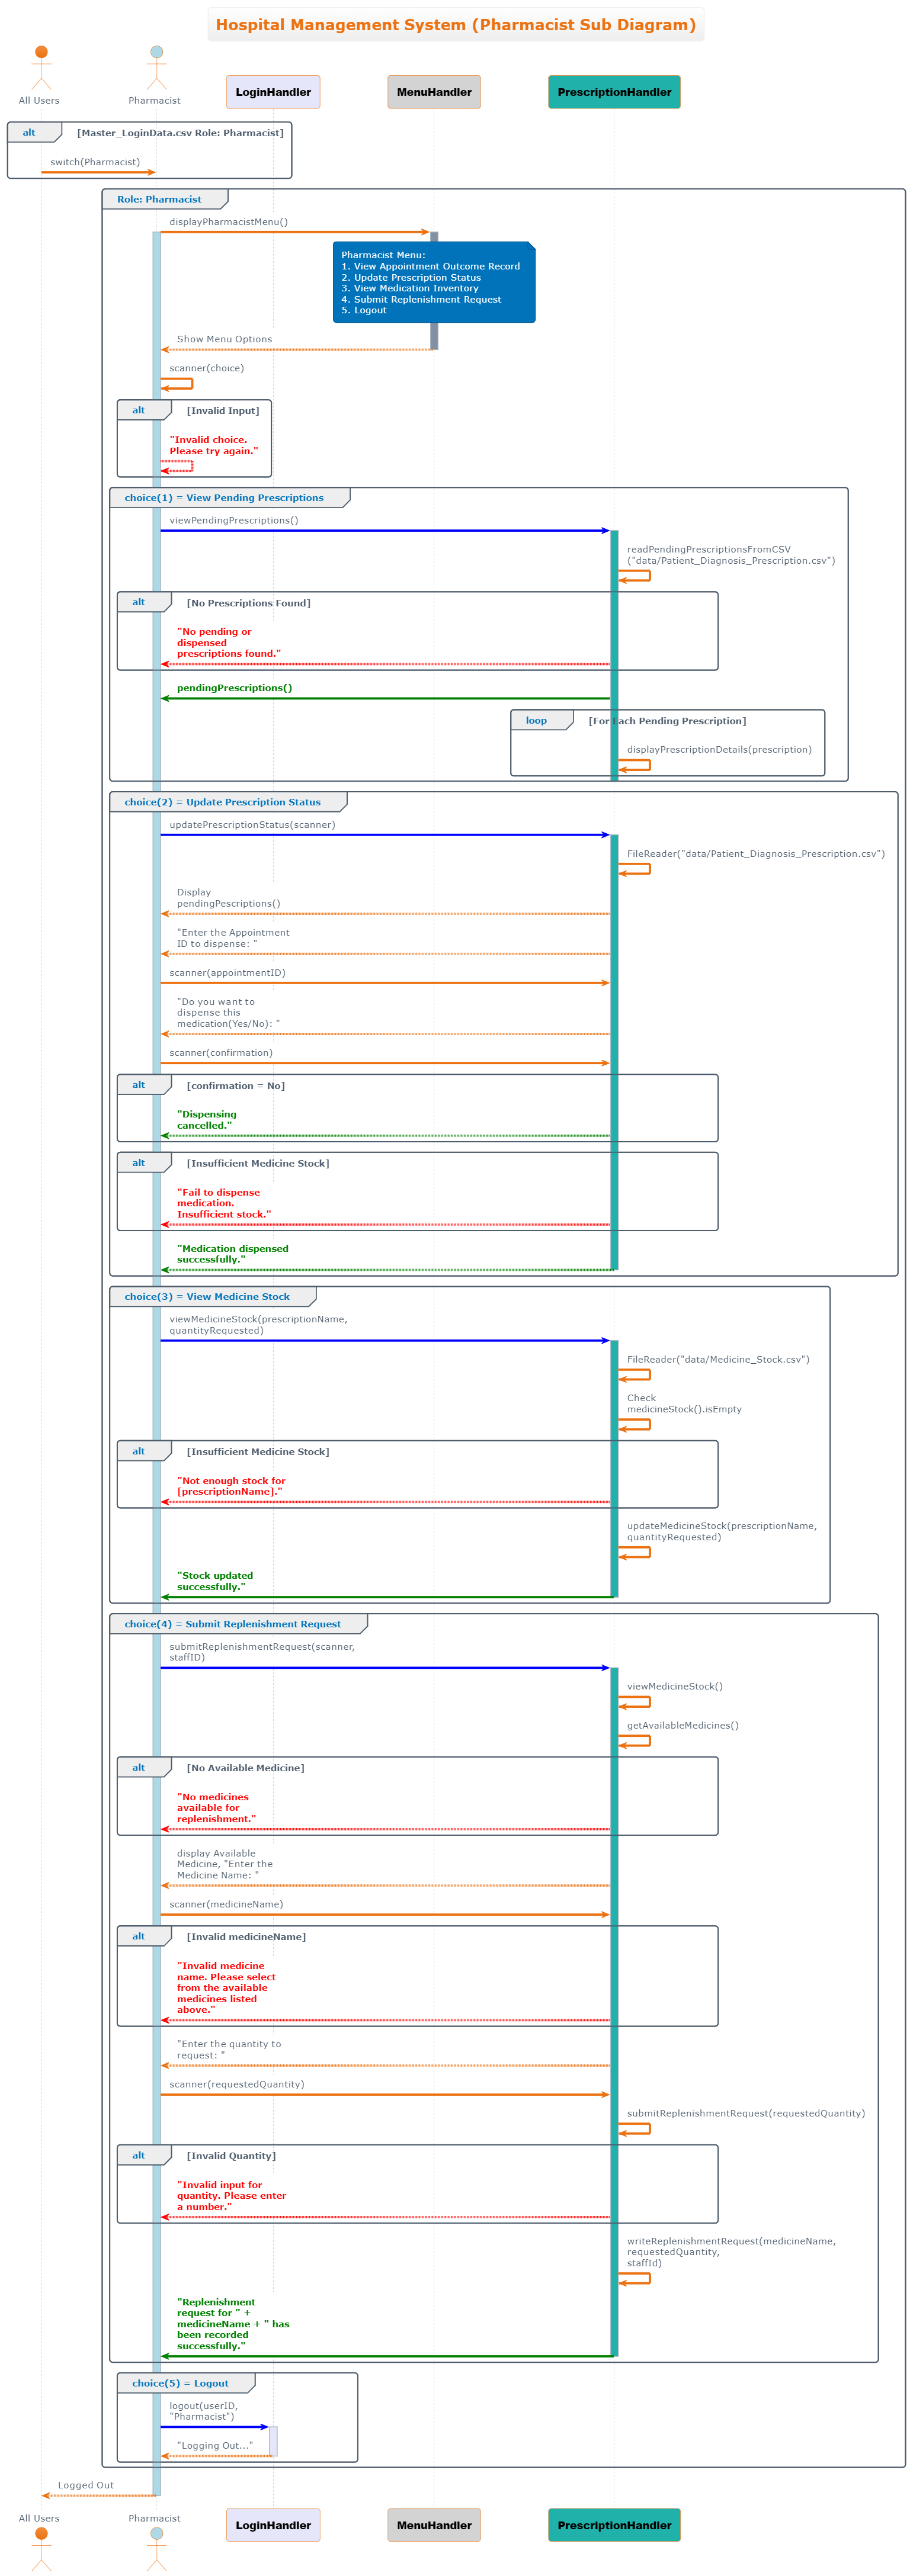 Hospital Management System (Pharmacist Sub Diagram)
All Users
Pharmacist
LoginHandler
MenuHandler
PrescriptionHandler
alt [Master_LoginData.csv Role: Pharmacist]
switch(Pharmacist)
Role: Pharmacist
displayPharmacistMenu()
Pharmacist Menu:
1. View Appointment Outcome Record
2. Update Prescription Status
3. View Medication Inventory
4. Submit Replenishment Request
5. Logout
Show Menu Options
scanner(choice)
alt [Invalid Input]
"Invalid choice.
Please try again."
choice(1) = View Pending Prescriptions
viewPendingPrescriptions()
readPendingPrescriptionsFromCSV
("data/Patient_Diagnosis_Prescription.csv")
alt [No Prescriptions Found]
"No pending or
dispensed
prescriptions found."
pendingPrescriptions()
loop [For Each Pending Prescription]
displayPrescriptionDetails(prescription)
choice(2) = Update Prescription Status
updatePrescriptionStatus(scanner)
FileReader("data/Patient_Diagnosis_Prescription.csv")
Display
pendingPescriptions()
"Enter the Appointment
ID to dispense: "
scanner(appointmentID)
"Do you want to
dispense this
medication(Yes/No): "
scanner(confirmation)
alt [confirmation = No]
"Dispensing
cancelled."
alt [Insufficient Medicine Stock]
"Fail to dispense
medication.
Insufficient stock."
"Medication dispensed
successfully."
choice(3) = View Medicine Stock
viewMedicineStock(prescriptionName,
quantityRequested)
FileReader("data/Medicine_Stock.csv")
Check
medicineStock().isEmpty
alt [Insufficient Medicine Stock]
"Not enough stock for
[prescriptionName]."
updateMedicineStock(prescriptionName,
quantityRequested)
"Stock updated
successfully."
choice(4) = Submit Replenishment Request
submitReplenishmentRequest(scanner,
staffID)
viewMedicineStock()
getAvailableMedicines()
alt [No Available Medicine]
"No medicines
available for
replenishment."
display Available
Medicine, "Enter the
Medicine Name: "
scanner(medicineName)
alt [Invalid medicineName]
"Invalid medicine
name. Please select
from the available
medicines listed
above."
"Enter the quantity to
request: "
scanner(requestedQuantity)
submitReplenishmentRequest(requestedQuantity)
alt [Invalid Quantity]
"Invalid input for
quantity. Please enter
a number."
writeReplenishmentRequest(medicineName,
requestedQuantity,
staffId)
"Replenishment
request for " +
medicineName + " has
been recorded
successfully."
choice(5) = Logout
logout(userID,
"Pharmacist")
"Logging Out..."
Logged Out
All Users
Pharmacist
LoginHandler
MenuHandler
PrescriptionHandler